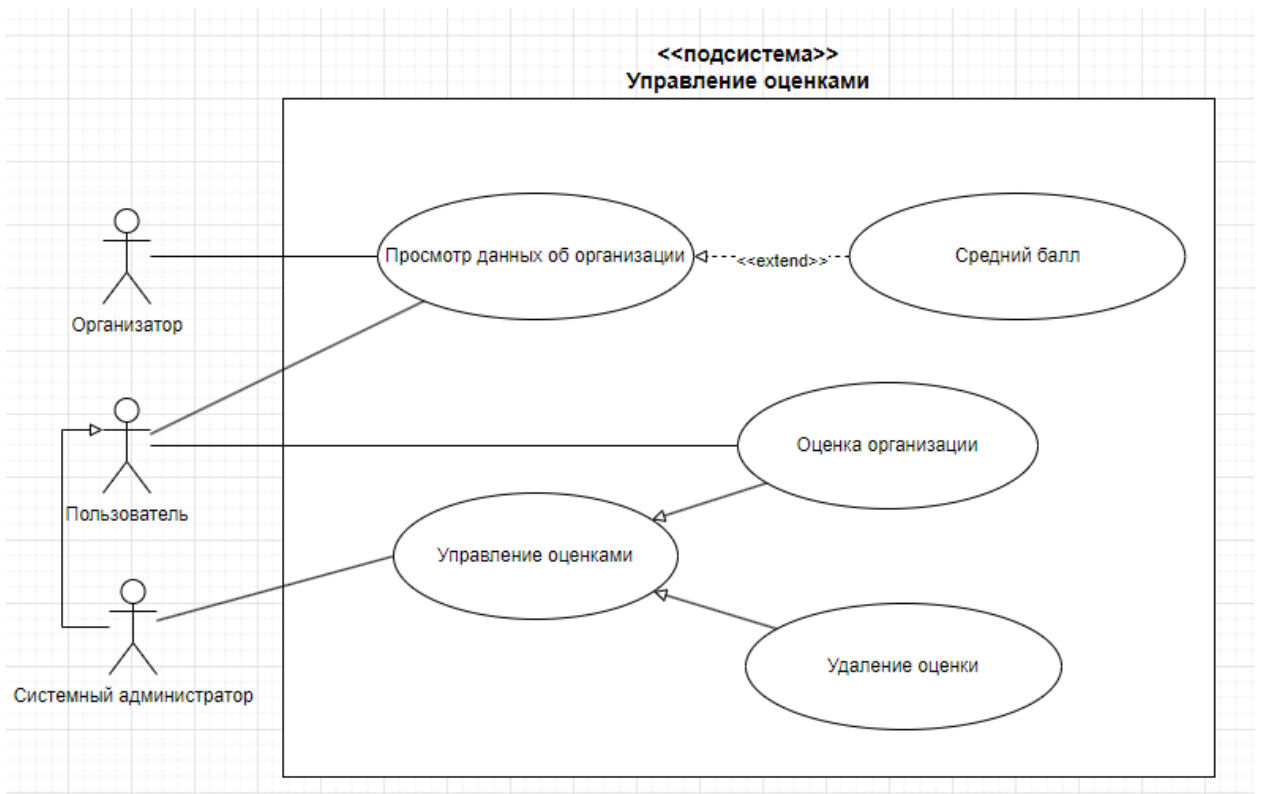 <<подсистема>>
Управление оценками
Просмотр данных об организации
<<extend>>
Средний балл
Организатор
Оценка организации
Пользователь
Управление оценками
Удаление оценки
Системный администратор